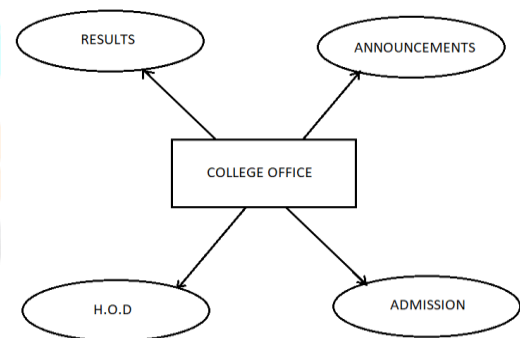 RESULTS
ANNOUNCEMENTS
COLLEGE OFFICE
H.O.D
ADMISSION